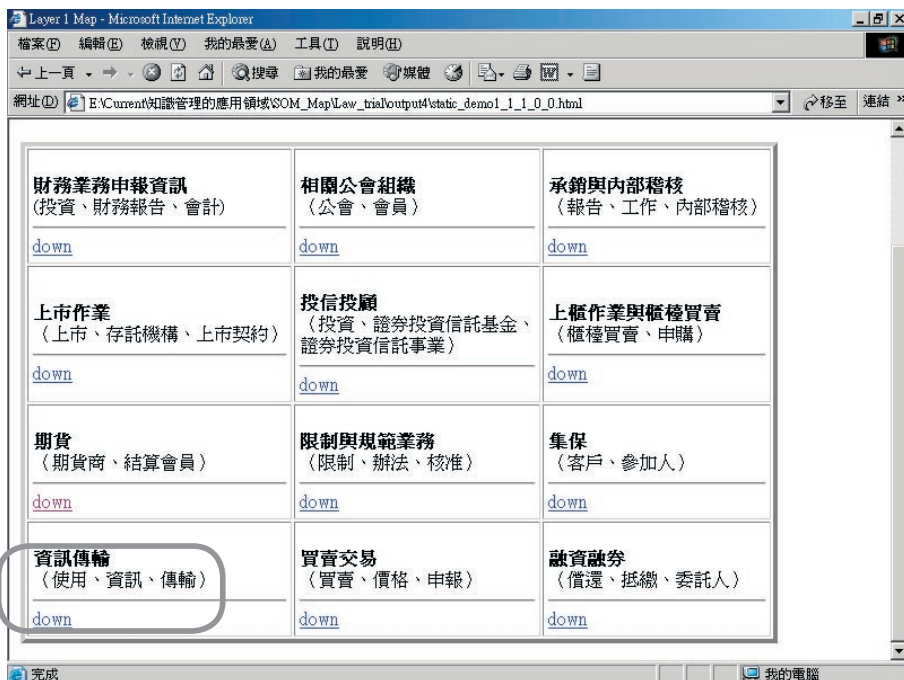 Layer 1 Map - Microsoft Internet Explorer
檔案(F) 編輯(E) 檢視(V) 我的最愛(A) 工具(T) 說明(H)
上一頁 搜尋 我的最愛 媒體
網址(D) E:\Current\知識管理的應用領域\SOM_Map\Law_trial\output4\static_demo1_1_1_0_0.html 移至 連結 »
財務業務申報資訊
(投資、財務報告、會計)
down
相關公會組織
（公會、會員）
down
承銷與內部稽核
（報告、工作、內部稽核）
down
上市作業
（上市、存託機構、上市契約）
down
投信投顧
（投資、證券投資信託基金、
證券投資信託事業）
down
上櫃作業與櫃檯買賣
（櫃檯買賣、申購）
down
期貨
（期貨商、結算會員）
down
限制與規範業務
（限制、辦法、核准）
down
集保
（客戶、參加人）
down
資訊傳輸
（使用、資訊、傳輸）
down
買賣交易
（買賣、價格、申報）
down
融資融券
（償還、抵繳、委託人）
down
完成 我的電腦